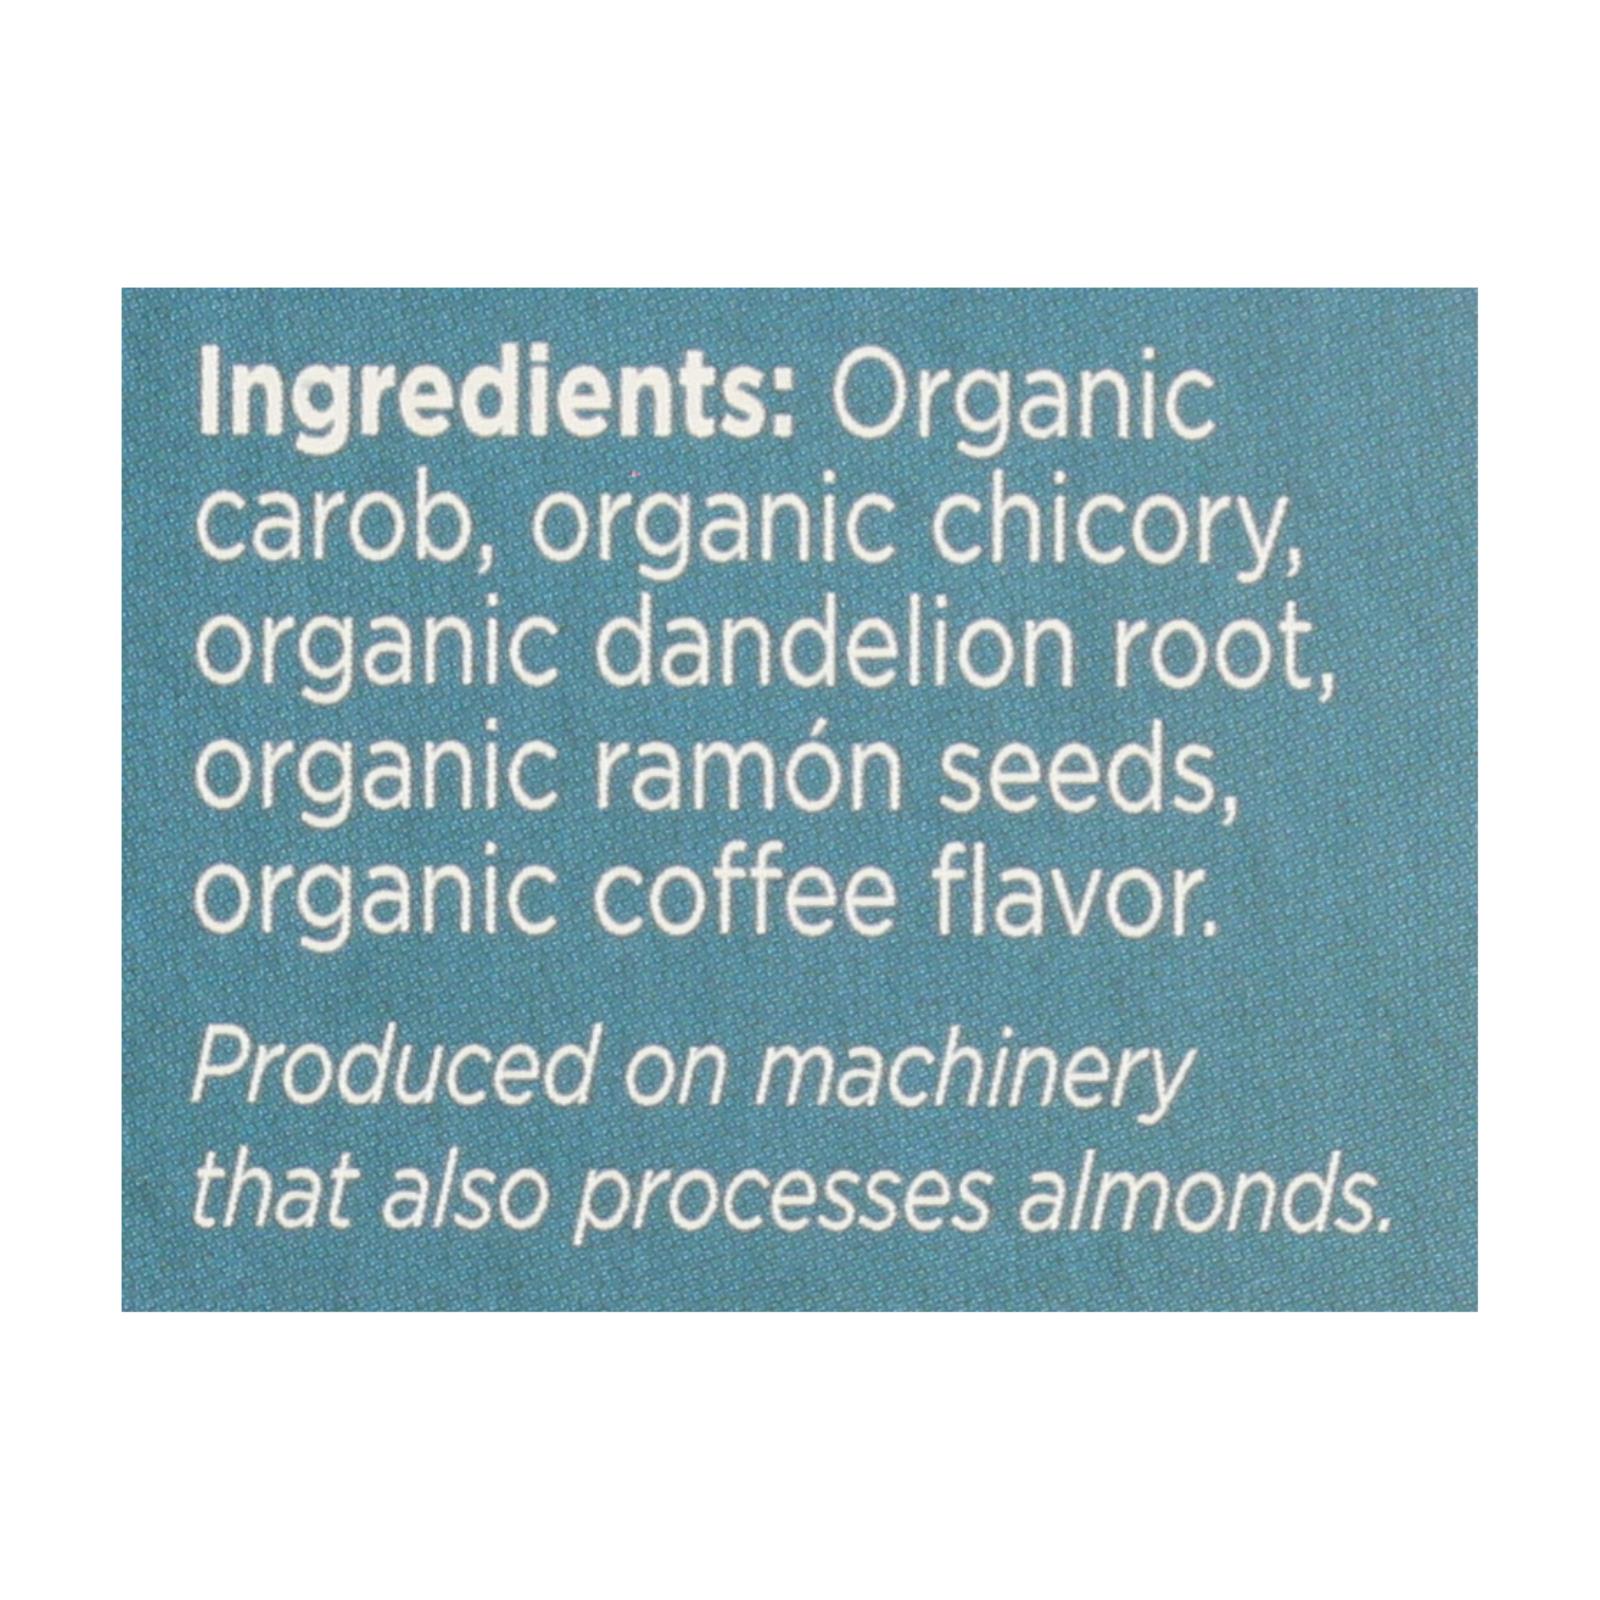 Ingredients: Organic
carob, organic chicory,
organic dandelion root,
organic ramón seeds,
organic coffee flavor.
Produced on machinery
that also processes almonds.